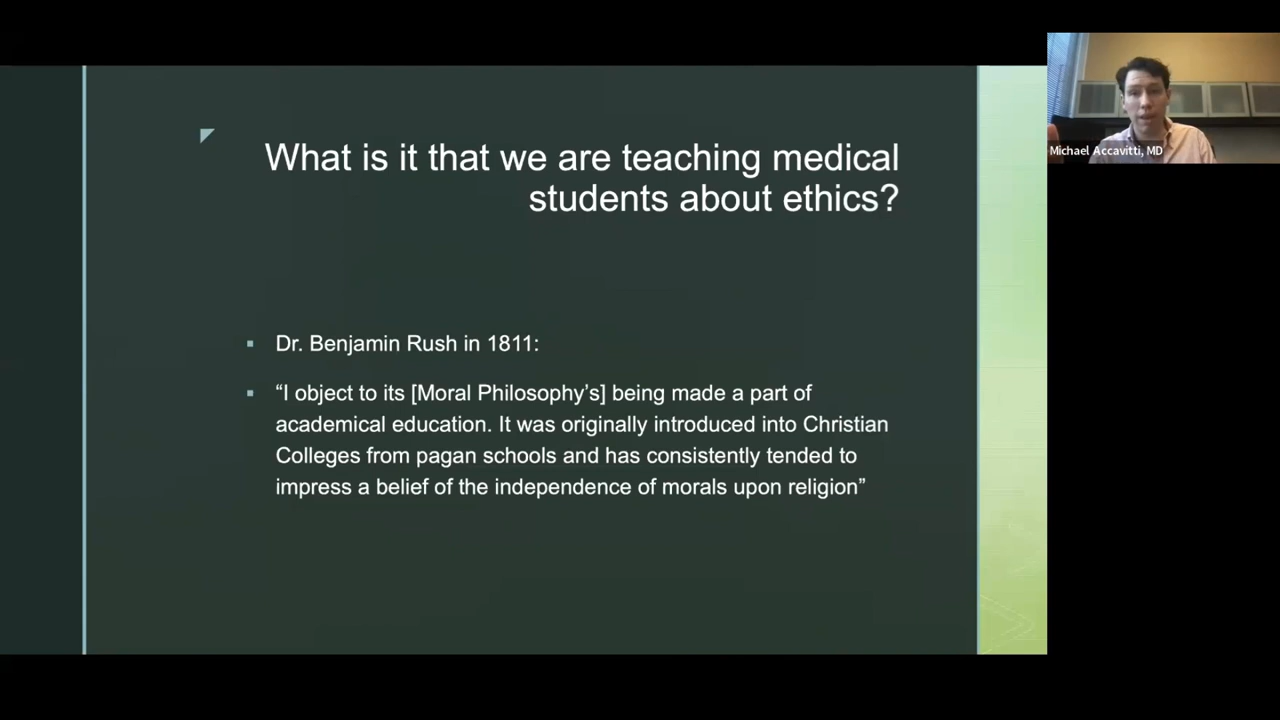 What is it that we are teaching medical
students about ethics?
Dr. Benjamin Rush in 1811:
“I object to its [Moral Philosophy’s] being made a part of
academical education. It was originally introduced into Christian
Colleges from pagan schools and has consistently tended to
impress a belief of the independence of morals upon religion”
Michael Accavitti, MD